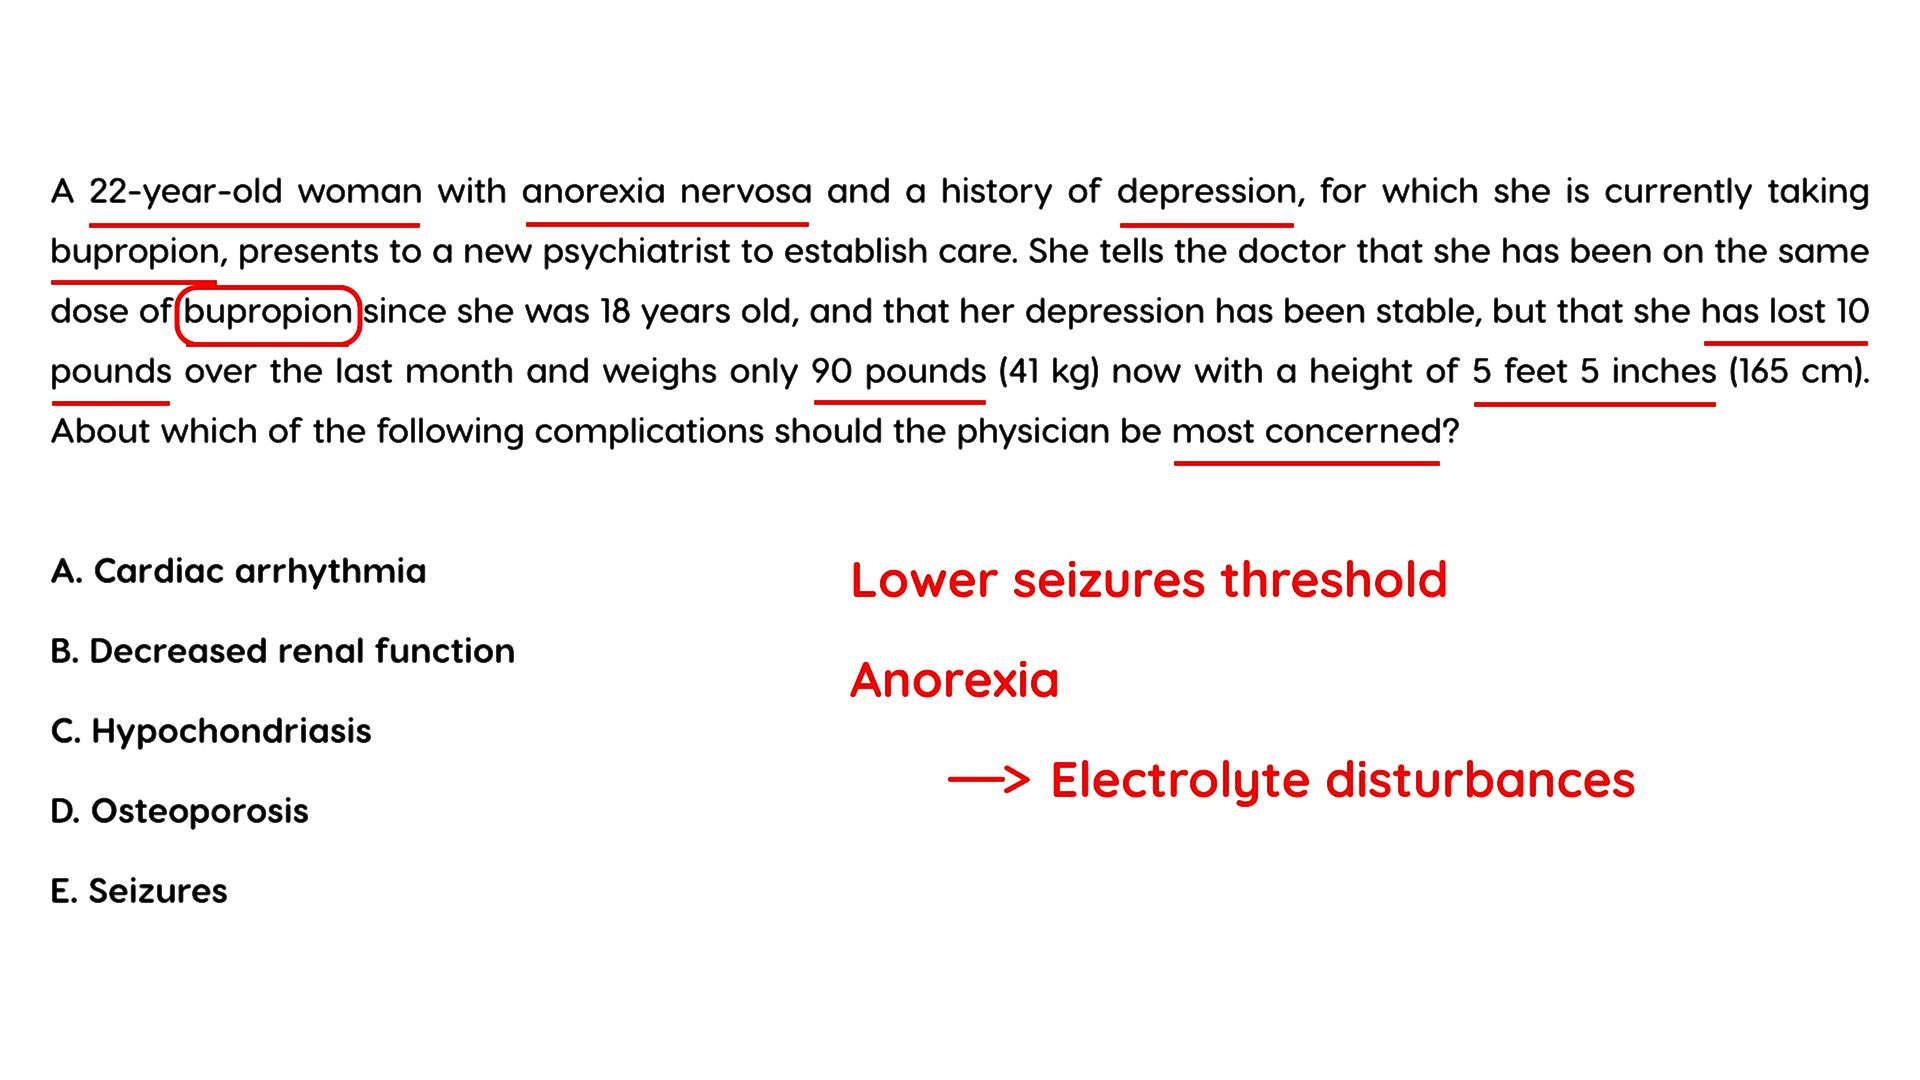 A 22-year-old woman with anorexia nervosa and a history of depression, for which she is currently taking
bupropion, presents to a new psychiatrist to establish care. She tells the doctor that she has been on the same
dose of bupropion since she was 18 years old, and that her depression has been stable, but that she has lost 10
pounds over the last month and weighs only 90 pounds (41 kg) now with a height of 5 feet 5 inches (165 cm).
About which of the following complications should the physician be most concerned?
A. Cardiac arrhythmia
B. Decreased renal function
C. Hypochondriasis
D. Osteoporosis
E. Seizures
Lower seizures threshold
Anorexia
—> Electrolyte disturbances